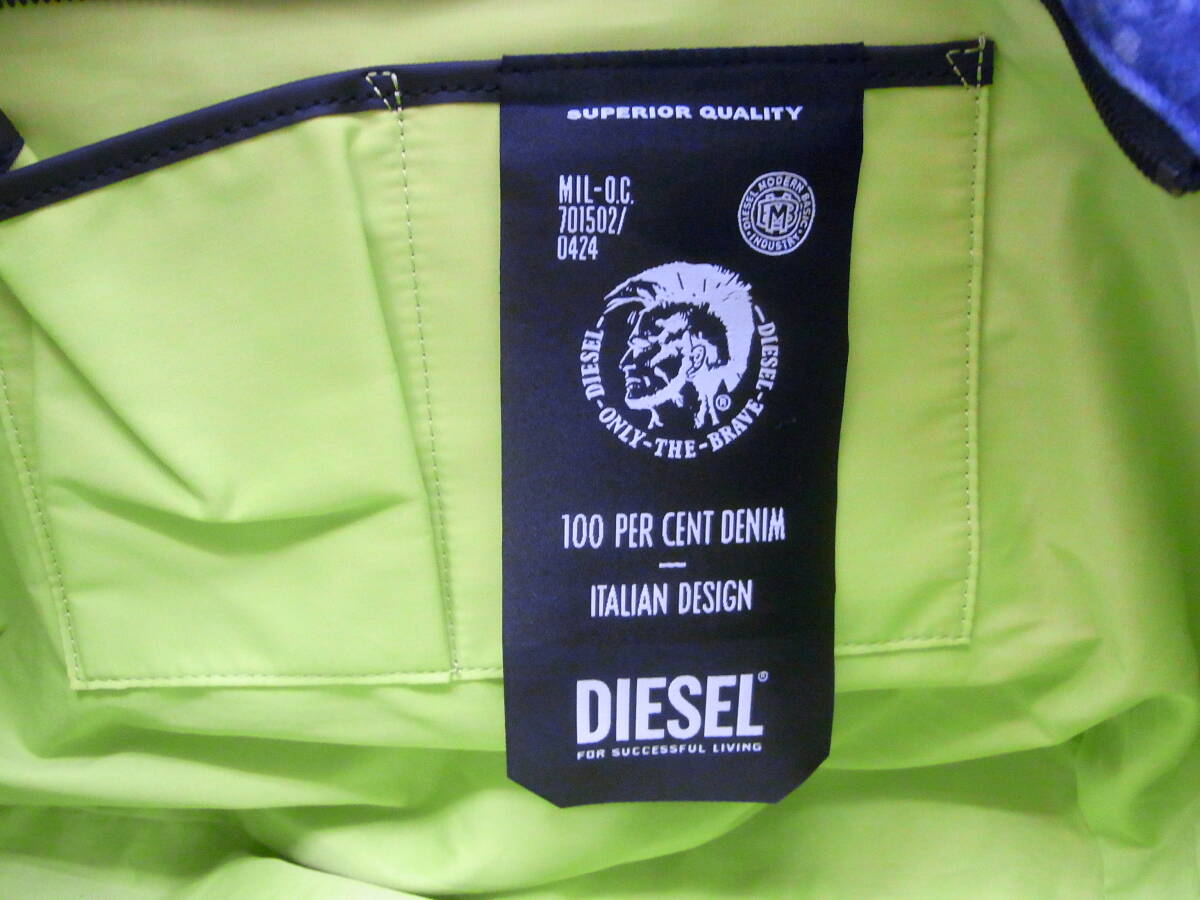 SUPERIOR QUALITY
MIL-O.C.
701502/
0424
DIESEL MODERN BASIC
DMB
• INDUSTRY •
-DIESEL-ONLY-THE-BRAVE-DIESEL-
®
100 PER CENT DENIM
—
ITALIAN DESIGN
DIESEL®
FOR SUCCESSFUL LIVING